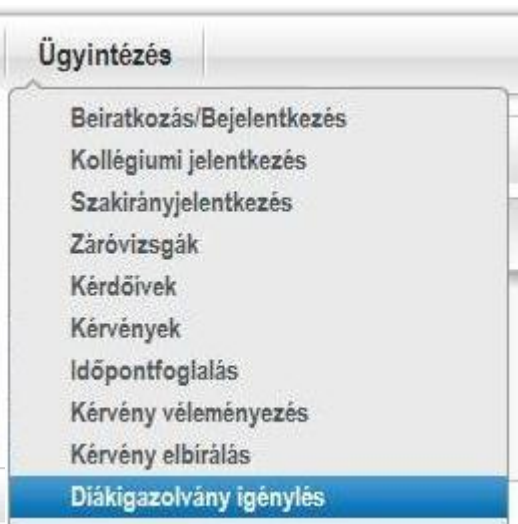 Ügyintézés
Beiratkozás/Bejelentkezés
Kollégiumi jelentkezés
Szakirányjelentkezés
Záróvizsgák
Kérdőívek
Kérvények
Időpontfoglalás
Kérvény véleményezés
Kérvény elbírálás
Diákigazolvány igénylés